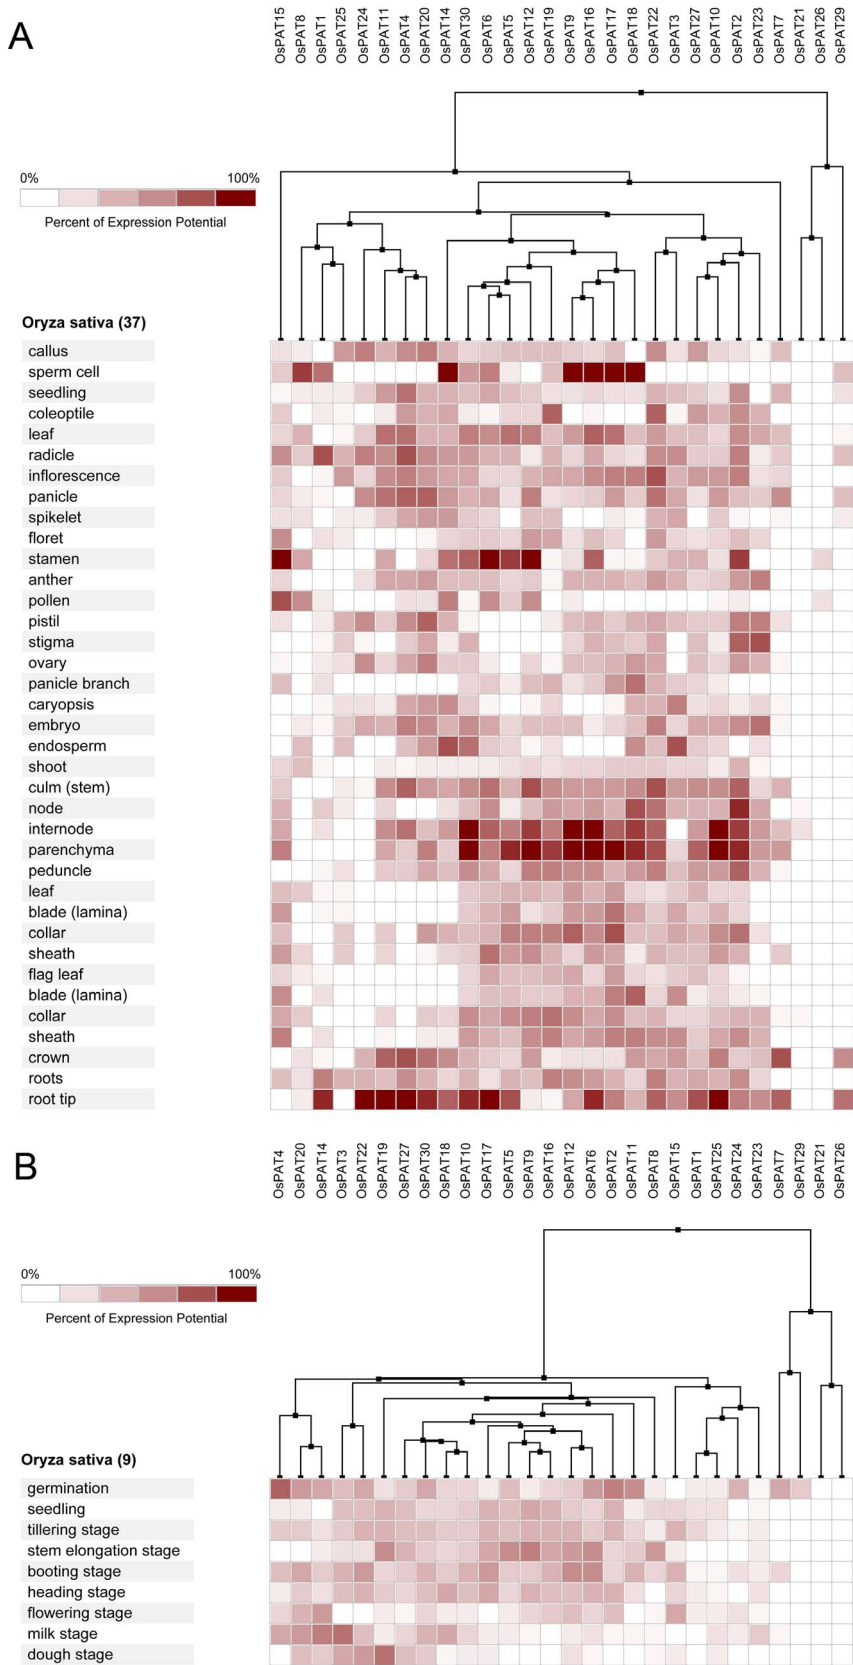 A
OsPAT15 OsPAT8 OsPAT1 OsPAT25 OsPAT24 OsPAT11 OsPAT4 OsPAT20 OsPAT14 OsPAT30 OsPAT6 OsPAT5 OsPAT12 OsPAT19 OsPAT9 OsPAT16 OsPAT17 OsPAT18 OsPAT22 OsPAT3 OsPAT27 OsPAT10 OsPAT2 OsPAT23 OsPAT7 OsPAT21 OsPAT26 OsPAT29
0% 100%
Percent of Expression Potential
Oryza sativa (37)
callus
sperm cell
seedling
coleoptile
leaf
radicle
inflorescence
panicle
spikelet
floret
stamen
anther
pollen
pistil
stigma
ovary
panicle branch
caryopsis
embryo
endosperm
shoot
culm (stem)
node
internode
parenchyma
peduncle
leaf
blade (lamina)
collar
sheath
flag leaf
blade (lamina)
collar
sheath
crown
roots
root tip
B
OsPAT4 OsPAT20 OsPAT14 OsPAT3 OsPAT22 OsPAT19 OsPAT27 OsPAT30 OsPAT18 OsPAT10 OsPAT17 OsPAT5 OsPAT9 OsPAT16 OsPAT12 OsPAT6 OsPAT2 OsPAT11 OsPAT8 OsPAT15 OsPAT1 OsPAT25 OsPAT24 OsPAT23 OsPAT7 OsPAT29 OsPAT21 OsPAT26
0% 100%
Percent of Expression Potential
Oryza sativa (9)
germination
seedling
tillering stage
stem elongation stage
booting stage
heading stage
flowering stage
milk stage
dough stage